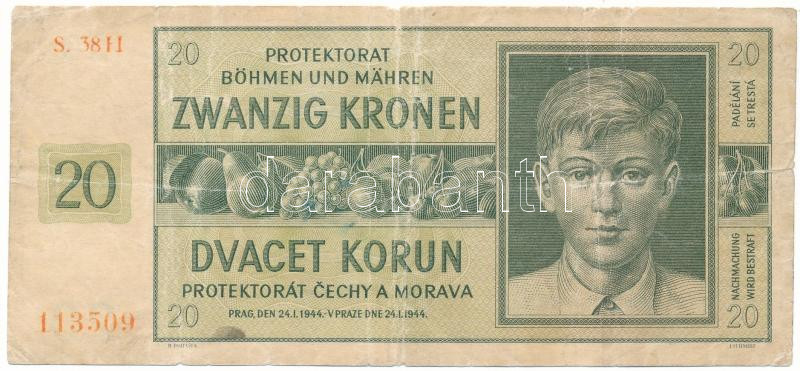 S. 38H
20
PROTEKTORAT
BÖHMEN UND MÄHREN
ZWANZIG KRONEN
20
PADĚLÁNÍ
SE TRESTÁ
20
darabanth
DVACET KORUN
PROTEKTORÁT ČECHY A MORAVA
NACHMACHUNG
WIRD BESTRAFT
113509
20
PRAG, DEN 24.I.1944.-V PRAZE DNE 24.I.1944.
20